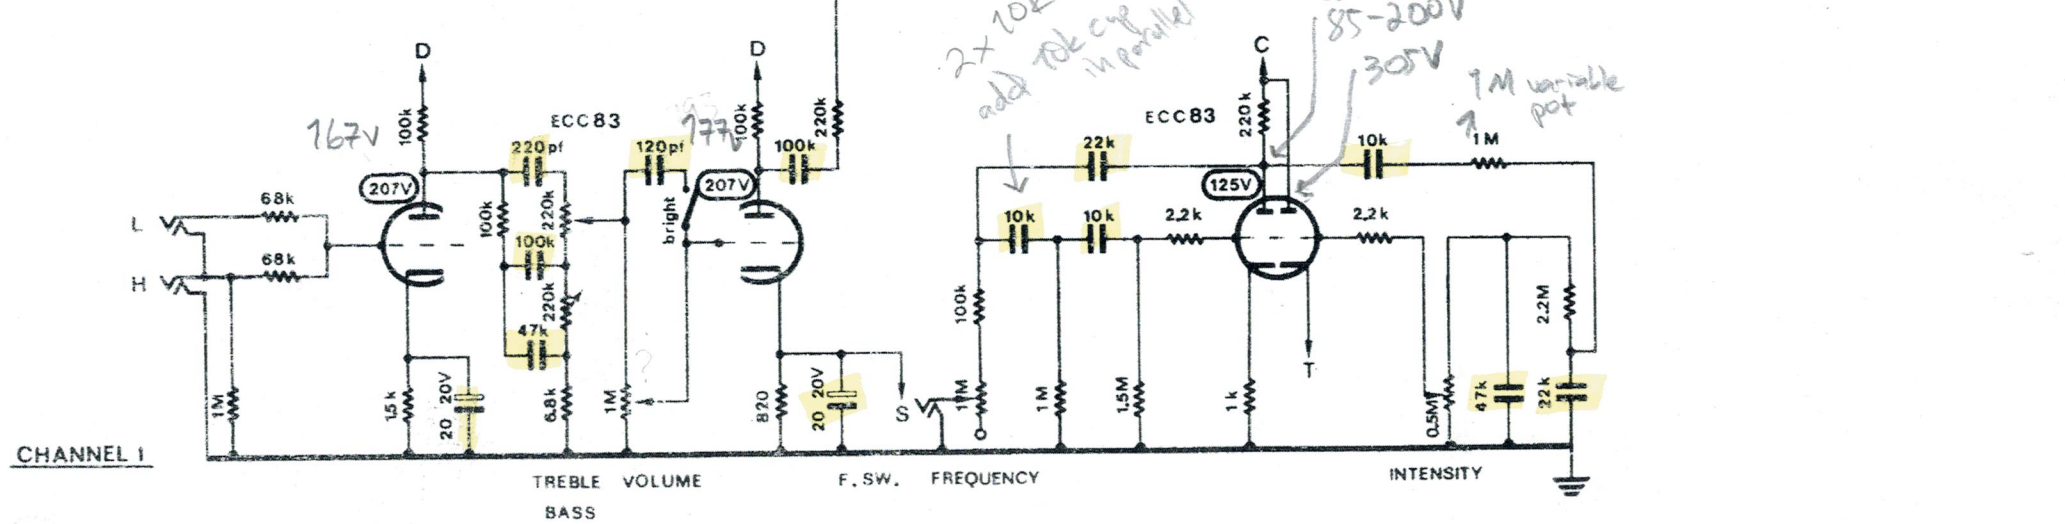 2 x 10k
add 10k cap
in parallel
85-200V
305V
1M variable
pot
D
D
C
100k
ECC83
100k
220k
ECC83
220k
167V
177V
220pf
120pf
100k
22k
10k
1M
207V
207V
125V
68k
100k
220k
bright
10k
10k
2,2k
2,2k
L
100k
68k
H
220k
100k
2.2M
47k
?
T
1M
1.5k
20 20V
6.8k
1M
820
20 20V
S
1M
1M
1.5M
1k
0.5M
47k
22k
CHANNEL 1
TREBLE VOLUME
F. SW. FREQUENCY
INTENSITY
BASS